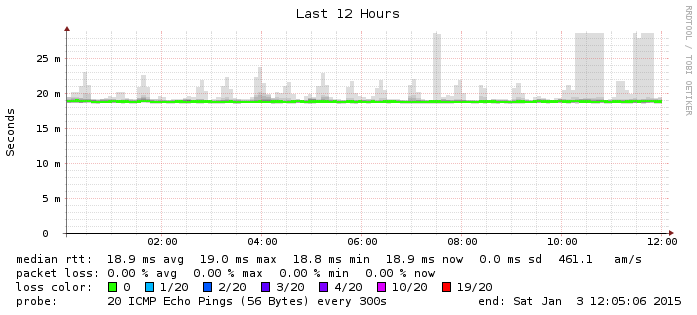 Last 12 Hours
RRDTOOL / TOBI OETIKER
Seconds
25 m
20 m
15 m
10 m
5 m
0
02:00 04:00 06:00 08:00 10:00 12:00
median rtt: 18.9 ms avg 19.0 ms max 18.8 ms min 18.9 ms now 0.0 ms sd 461.1 am/s
packet loss: 0.00 % avg 0.00 % max 0.00 % min 0.00 % now
loss color: 0 1/20 2/20 3/20 4/20 10/20 19/20
probe: 20 ICMP Echo Pings (56 Bytes) every 300s end: Sat Jan 3 12:05:06 2015